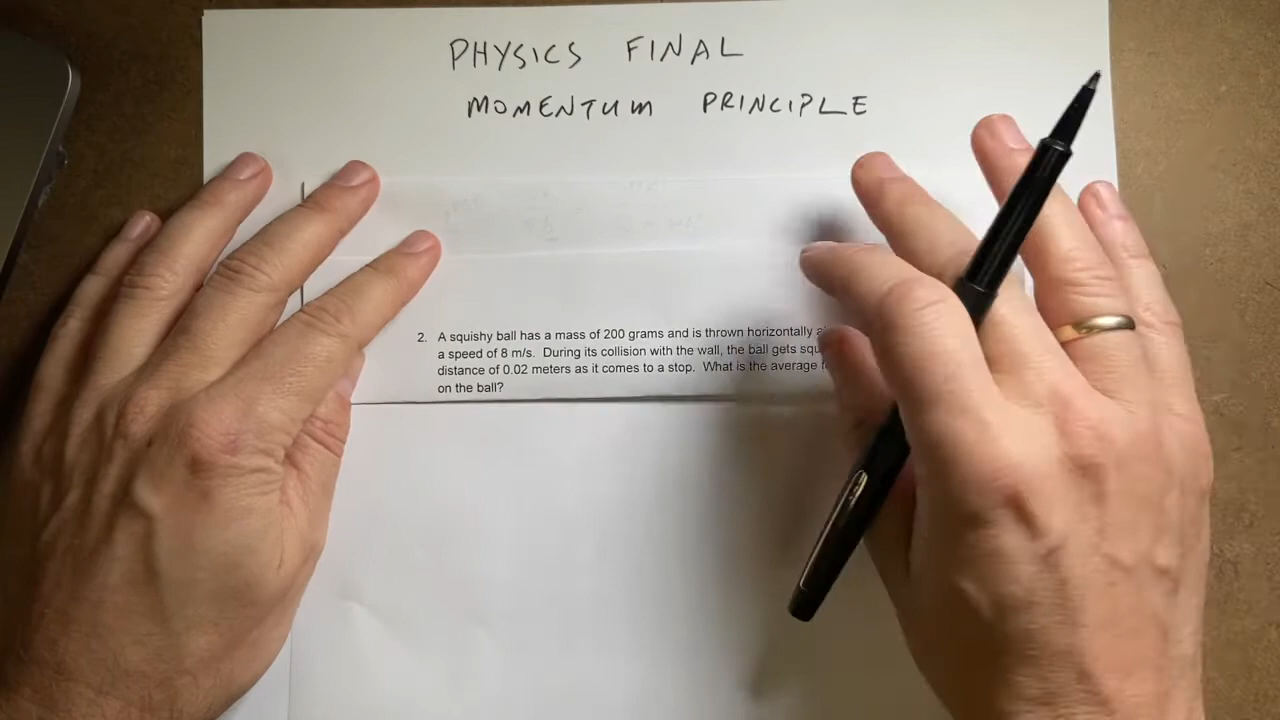 PHYSICS FINAL
MOMENTUM PRINCIPLE
2. A squishy ball has a mass of 200 grams and is thrown horizontally
a speed of 8 m/s. During its collision with the wall, the ball gets
distance of 0.02 meters as it comes to a stop. What is the average
on the ball?